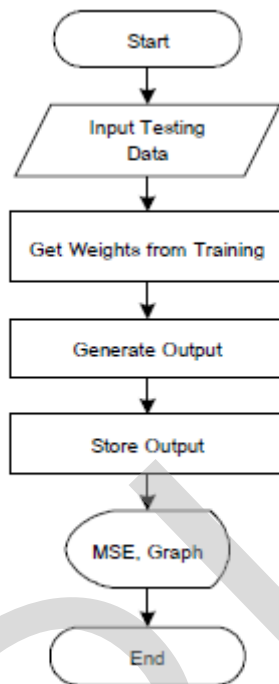 Start
Input Testing
Data
Get Weights from Training
Generate Output
Store Output
MSE, Graph
End